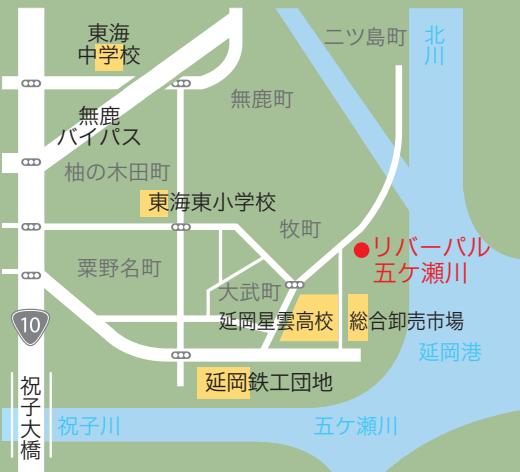 東海
中学校
二ツ島町
北川
無鹿町
無鹿
バイパス
柚の木田町
東海東小学校
牧町
リバーパル
五ケ瀬川
粟野名町
大武町
延岡星雲高校
総合卸売市場
10
延岡港
延岡鉄工団地
祝子大橋
祝子川
五ケ瀬川